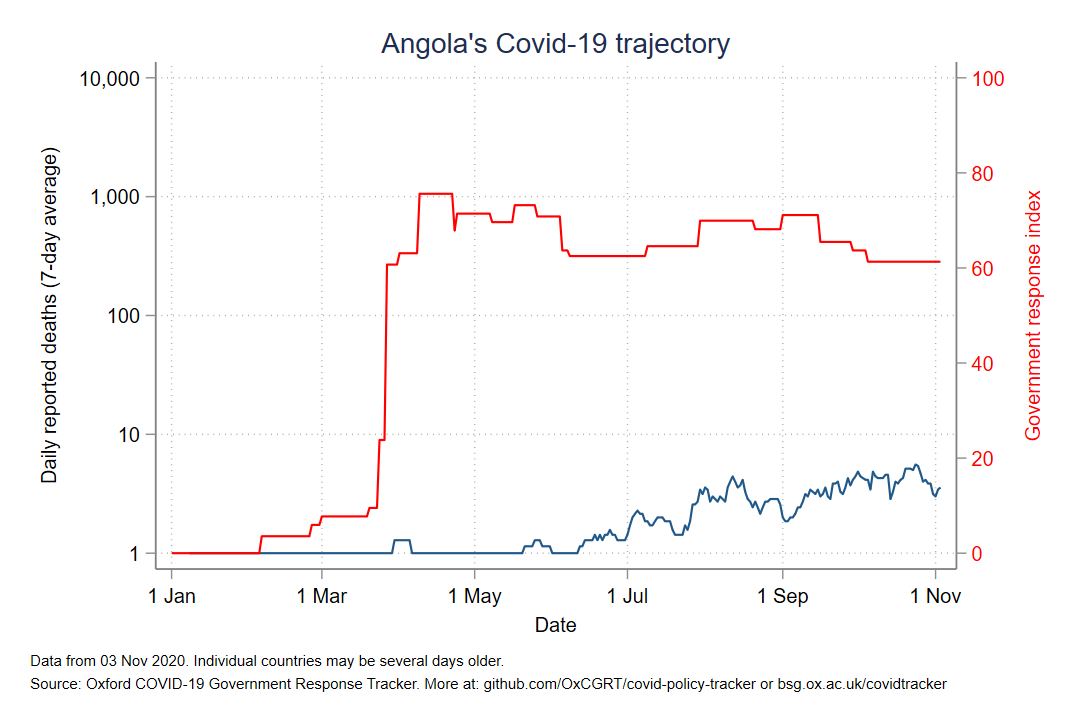 Angola's Covid-19 trajectory
10,000
1,000
100
10
1
Daily reported deaths (7-day average)
100
80
60
40
20
0
Government response index
1 Jan 1 Mar 1 May 1 Jul 1 Sep 1 Nov
Date
Data from 03 Nov 2020. Individual countries may be several days older.
Source: Oxford COVID-19 Government Response Tracker. More at: github.com/OxCGRT/covid-policy-tracker or bsg.ox.ac.uk/covidtracker